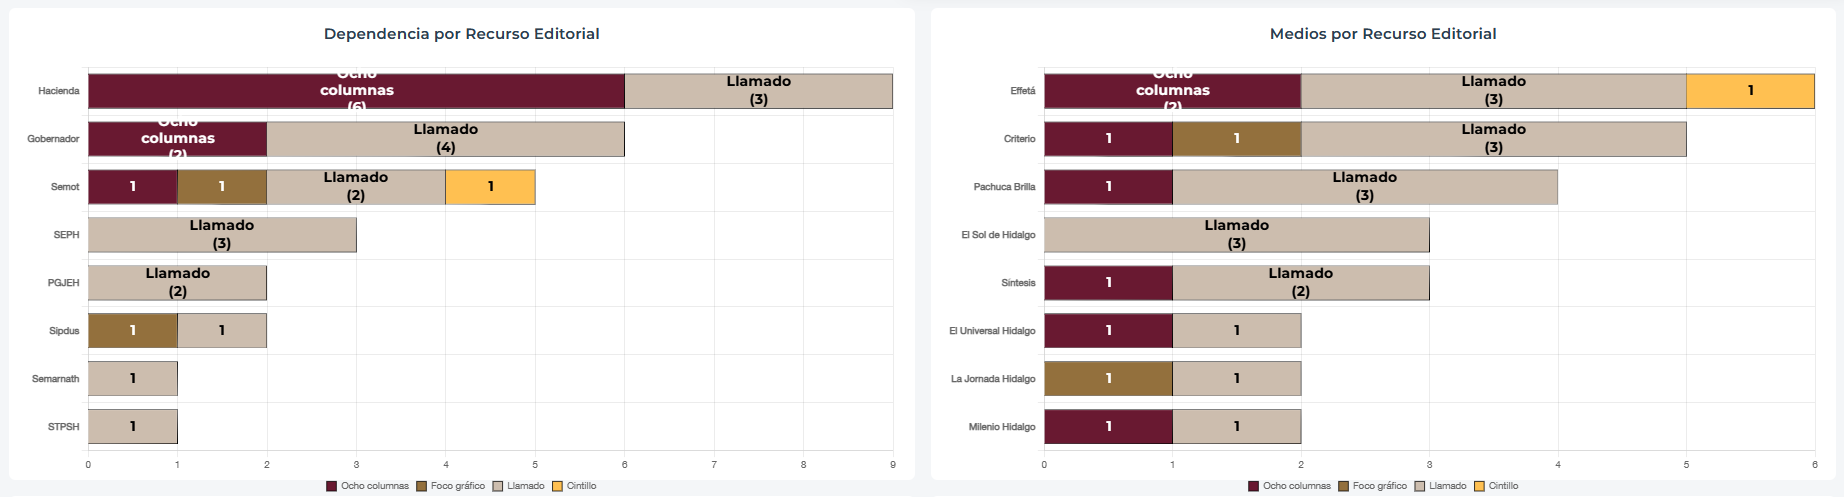 Dependencia por Recurso Editorial
Hacienda
Ocho
columnas
(6)
Llamado
(3)
Gobernador
Ocho
columnas
(2)
Llamado
(4)
Semot
1
1
Llamado
(2)
1
SEPH
Llamado
(3)
PGJEH
Llamado
(2)
Sipdus
1
1
Semarnath
1
STPSH
1
0 1 2 3 4 5 6 7 8 9
Ocho columnas Foco gráfico Llamado Cintillo
Medios por Recurso Editorial
Effetá
Ocho
columnas
(2)
Llamado
(3)
1
Criterio
1
1
Llamado
(3)
Pachuca Brilla
1
Llamado
(3)
El Sol de Hidalgo
Llamado
(3)
Síntesis
1
Llamado
(2)
El Universal Hidalgo
1
1
La Jornada Hidalgo
1
1
Milenio Hidalgo
1
1
0 1 2 3 4 5 6
Ocho columnas Foco gráfico Llamado Cintillo